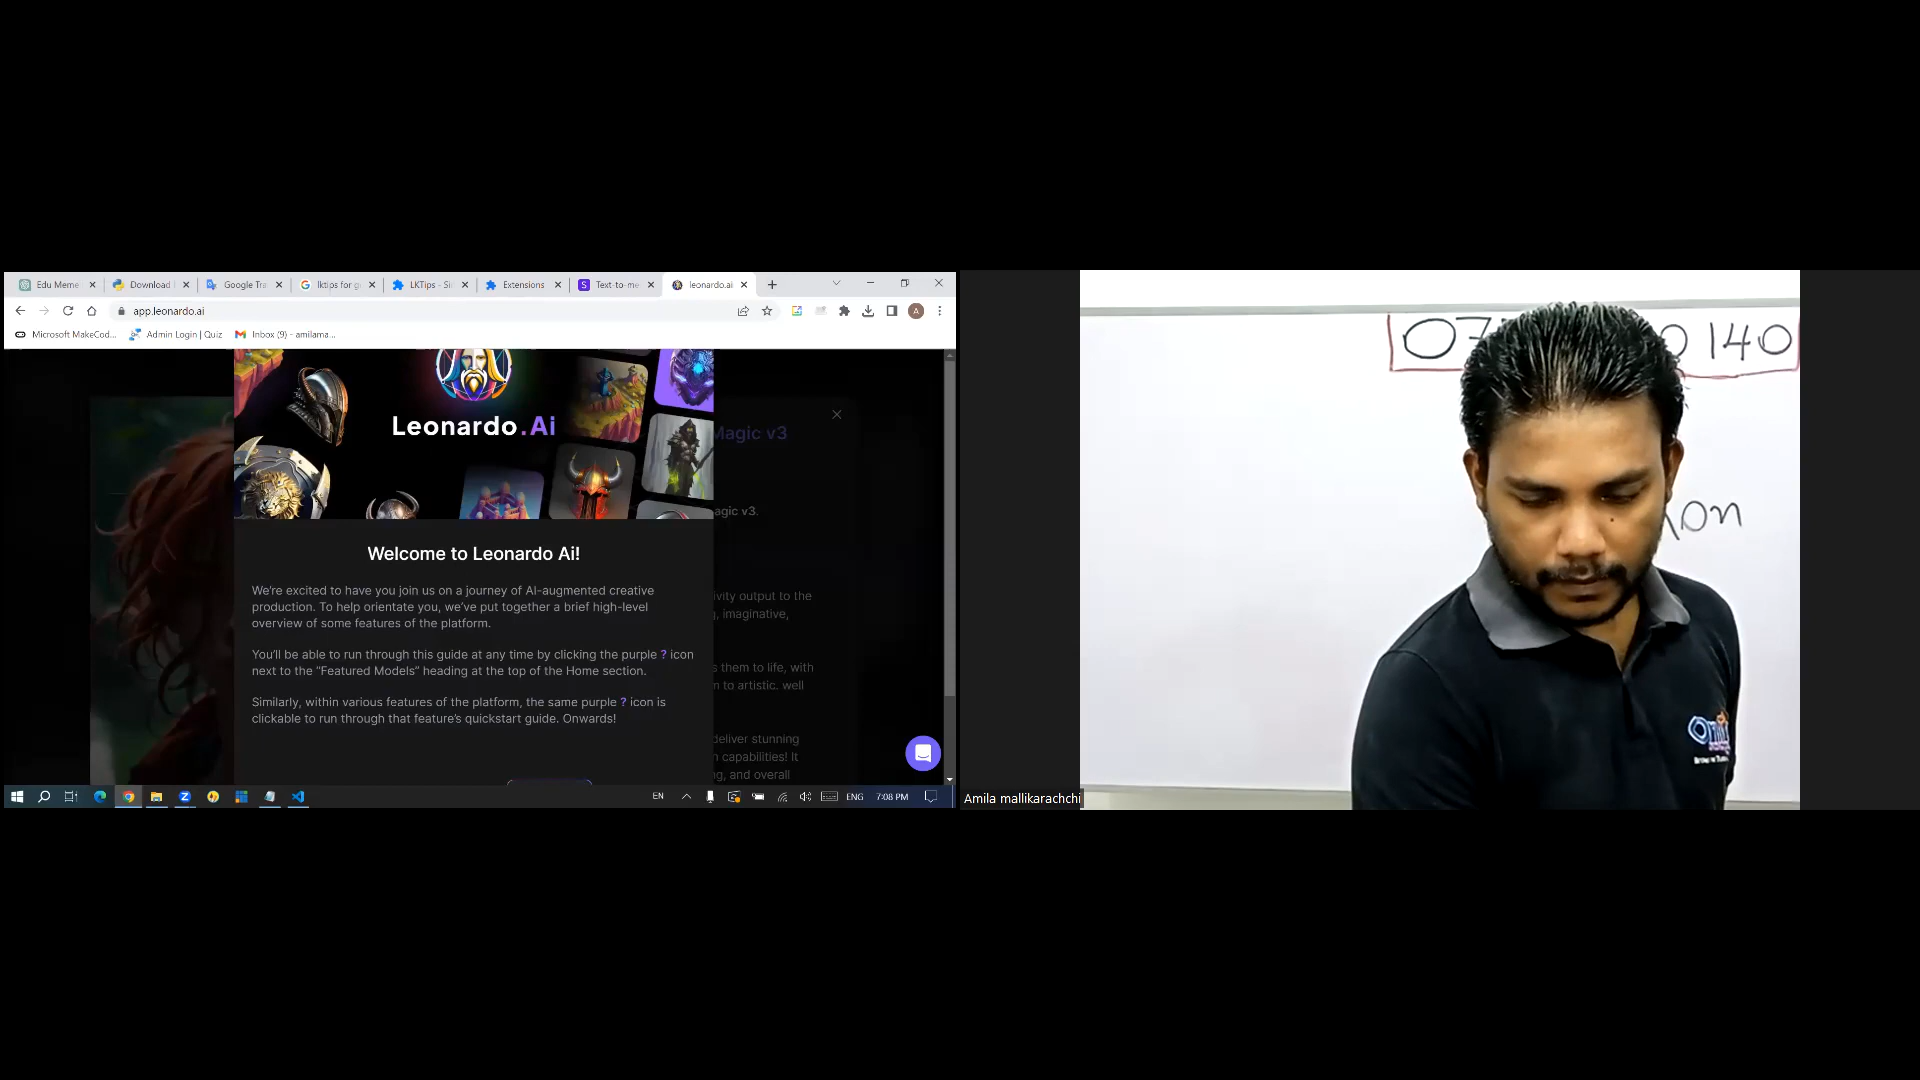 Edu Meme
Download
Google Tra
lktips for g
LKTips - Si
Extensions
Text-to-me
leonardo.ai
app.leonardo.ai
A
Microsoft MakeCod...
Admin Login | Quiz
Inbox (9) - amilama...
Leonardo.Ai
Magic v3
agic v3.
Welcome to Leonardo Ai!
We're excited to have you join us on a journey of AI-augmented creative
production. To help orientate you, we've put together a brief high-level
overview of some features of the platform.
You'll be able to run through this guide at any time by clicking the purple ? icon
next to the "Featured Models" heading at the top of the Home section.
Similarly, within various features of the platform, the same purple ? icon is
clickable to run through that feature's quickstart guide. Onwards!
ivity output to the
, imaginative,
s them to life, with
m to artistic. well
deliver stunning
n capabilities! It
g, and overall
EN
ENG
7:08 PM
07
0 140
hon
Amila mallikarachchi